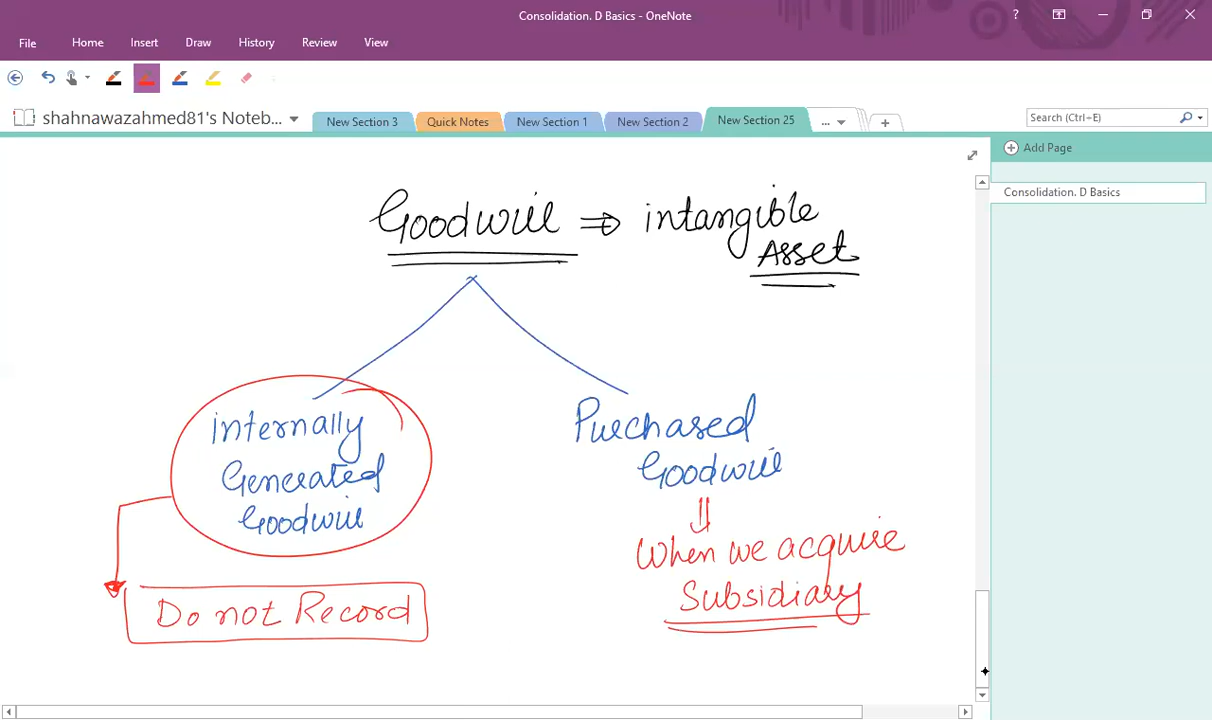 Consolidation. D Basics - OneNote
?
File Home Insert Draw History Review View
shahnawazahmed81's Noteb...
New Section 3
Quick Notes
New Section 1
New Section 2
New Section 25
...
Search (Ctrl+E)
Add Page
Consolidation. D Basics
Goodwill ⇒ intangible
Asset
internally
Generated
Goodwill
Purchased
Goodwill
Do not Record
When we acquire
Subsidiary